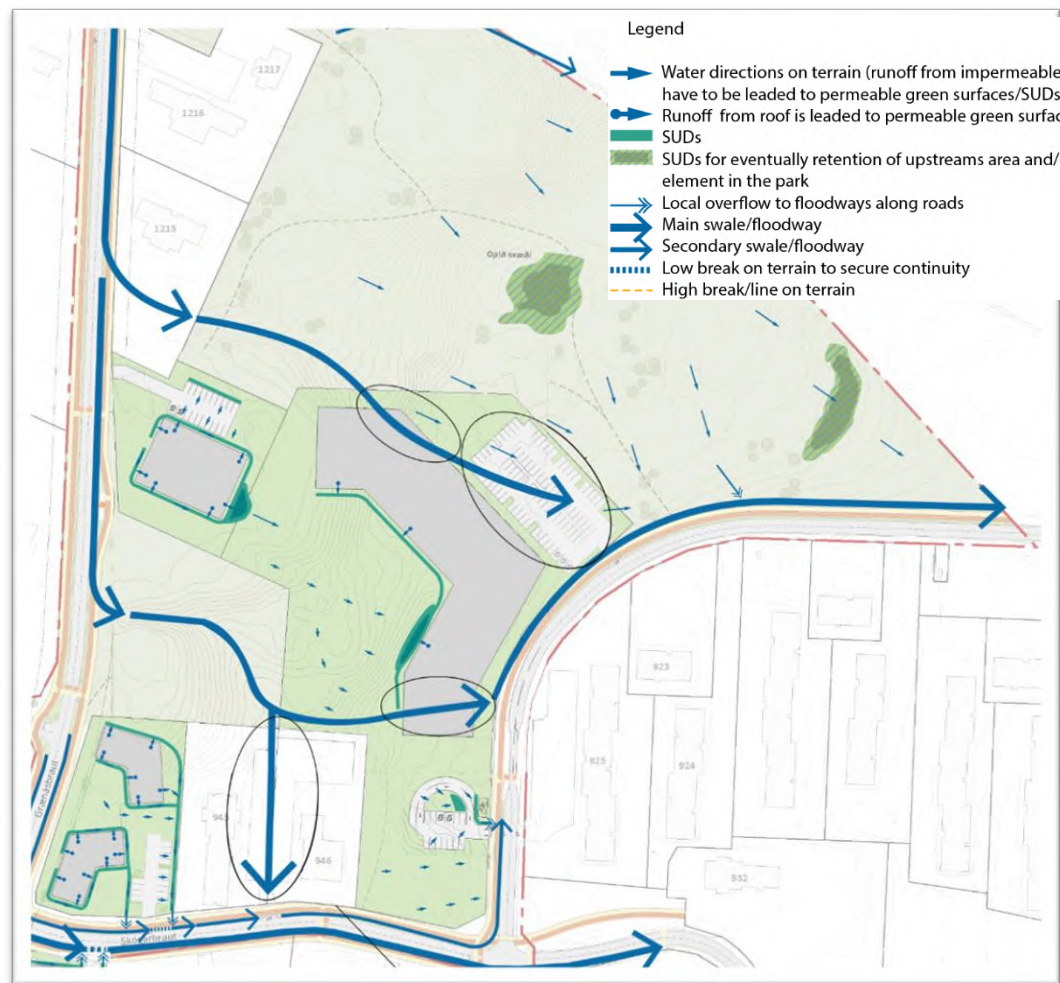 Legend
Water directions on terrain (runoff from impermeable
have to be leaded to permeable green surfaces/SUDs
Runoff from roof is leaded to permeable green surfac
SUDs
SUDs for eventually retention of upstreams area and/
element in the park
Local overflow to floodways along roads
Main swale/floodway
Secondary swale/floodway
Low break on terrain to secure continuity
High break/line on terrain
1217
1216
1215
Opið svæði
923
925
924
945
946
932
Grænásbraut
Skógarbraut